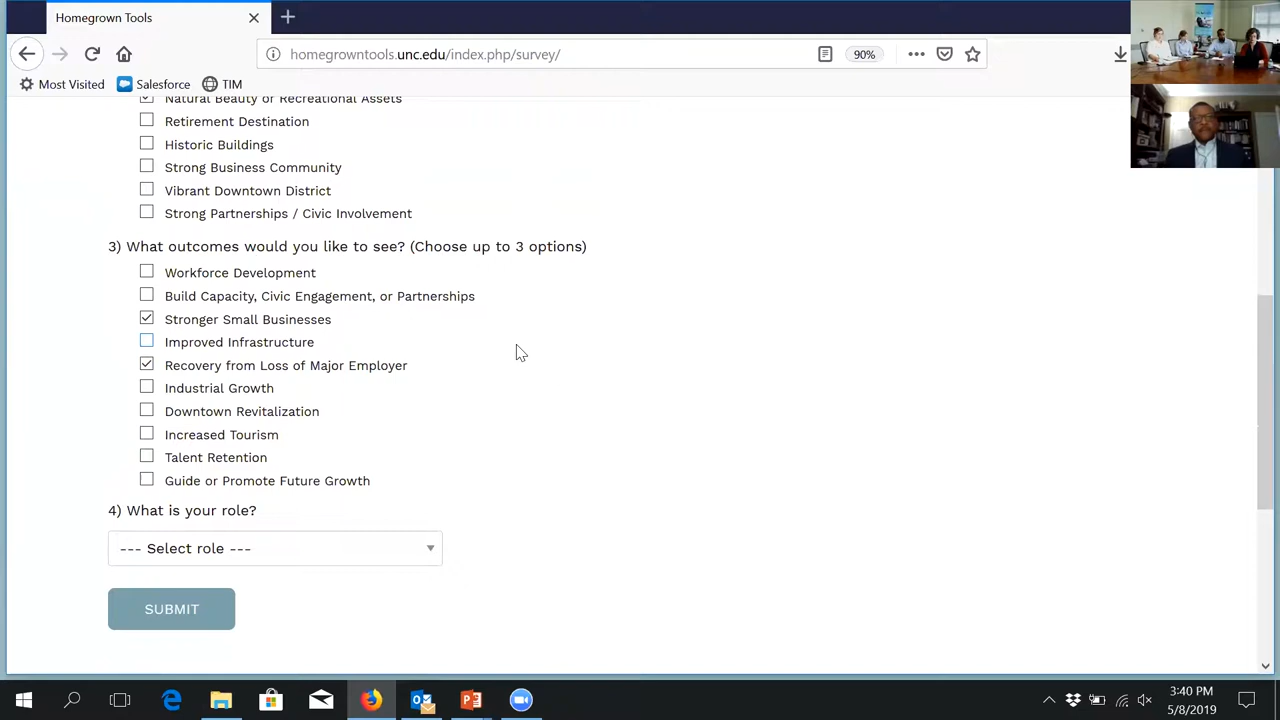 Homegrown Tools
homegrowntools.unc.edu/index.php/survey/
90%
Most Visited
Salesforce
TIM
Natural Beauty or Recreational Assets
Retirement Destination
Historic Buildings
Strong Business Community
Vibrant Downtown District
Strong Partnerships / Civic Involvement
3) What outcomes would you like to see? (Choose up to 3 options)
Workforce Development
Build Capacity, Civic Engagement, or Partnerships
Stronger Small Businesses
Improved Infrastructure
Recovery from Loss of Major Employer
Industrial Growth
Downtown Revitalization
Increased Tourism
Talent Retention
Guide or Promote Future Growth
4) What is your role?
--- Select role ---
SUBMIT
3:40 PM
5/8/2019